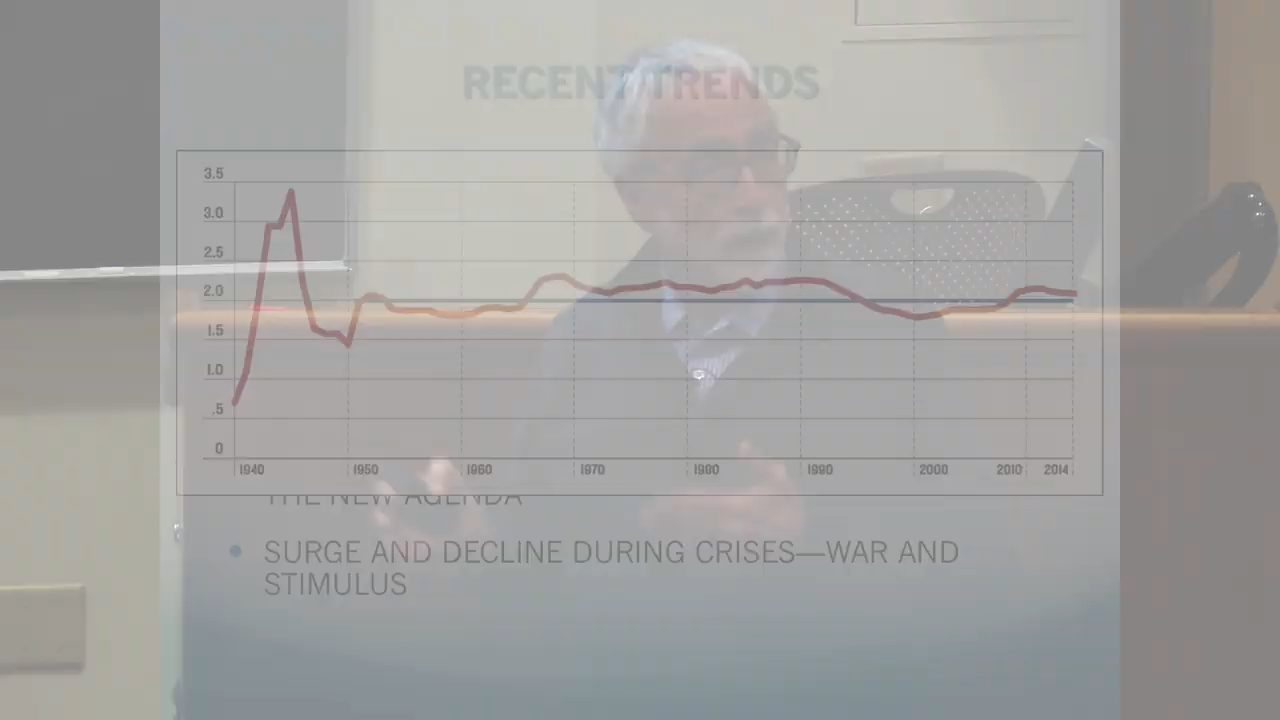 RECENT TRENDS
3.5
3.0
2.5
2.0
1.5
1.0
.5
0
1940 1950 1960 1970 1980 1990 2000 2010 2014
THE NEW AGENDA
• SURGE AND DECLINE DURING CRISES—WAR AND
STIMULUS